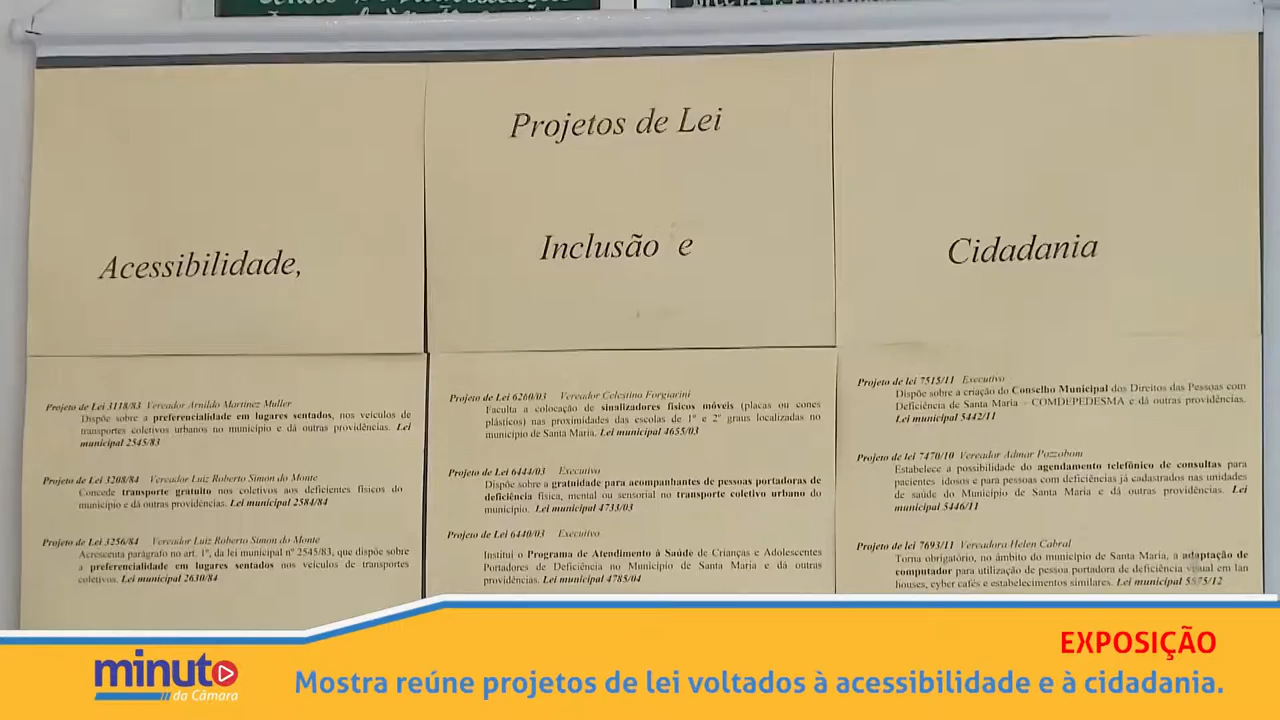 Projetos de Lei
Acessibilidade,
Inclusão e
Cidadania
Projeto de Lei 3118/83 Vereador Arnildo Martinez Muller
Dispõe sobre a preferencialidade em lugares sentados, nos veículos de
transportes coletivos urbanos no município e dá outras providências. Lei
municipal 2545/83
Projeto de Lei 3208/84 Vereador Luiz Roberto Simon do Monte
Concede transporte gratuito nos coletivos aos deficientes físicos do
município e dá outras providências. Lei municipal 2584/84
Projeto de Lei 3256/84 Vereador Luiz Roberto Simon do Monte
Acrescenta parágrafo no art. 1º, da lei municipal nº 2545/83, que dispõe sobre
a preferencialidade em lugares sentados nos veículos de transportes
coletivos. Lei municipal 2630/84
Projeto de Lei 6260/03 Vereador Celestino Forgiarini
Faculta a colocação de sinalizadores físicos móveis (placas ou cones
plásticos) nas proximidades das escolas de 1º e 2º graus localizadas no
município de Santa Maria. Lei municipal 4655/03
Projeto de Lei 6444/03 Executivo
Dispõe sobre a gratuidade para acompanhantes de pessoas portadoras de
deficiência física, mental ou sensorial no transporte coletivo urbano do
município. Lei municipal 4733/03
Projeto de Lei 6440/03 Executivo
Institui o Programa de Atendimento à Saúde de Crianças e Adolescentes
Portadores de Deficiência no Município de Santa Maria e dá outras
providências. Lei municipal 4785/04
Projeto de lei 7515/11 Executivo
Dispõe sobre a criação do Conselho Municipal dos Direitos das Pessoas com
Deficiência de Santa Maria – COMDEPEDESMA e dá outras providências.
Lei municipal 5442/11
Projeto de lei 7470/10 Vereador Admar Pozzobom
Estabelece a possibilidade do agendamento telefônico de consultas para
pacientes idosos e para pessoas com deficiências já cadastrados nas unidades
de saúde do Município de Santa Maria e dá outras providências. Lei
municipal 5446/11
Projeto de lei 7693/11 Vereadora Helen Cabral
Torna obrigatório, no âmbito do município de Santa Maria, a adaptação de
computador para utilização de pessoa portadora de deficiência visual em lan
houses, cyber cafés e estabelecimentos similares. Lei municipal 5575/12
EXPOSIÇÃO
minuto
da Câmara
Mostra reúne projetos de lei voltados à acessibilidade e à cidadania.